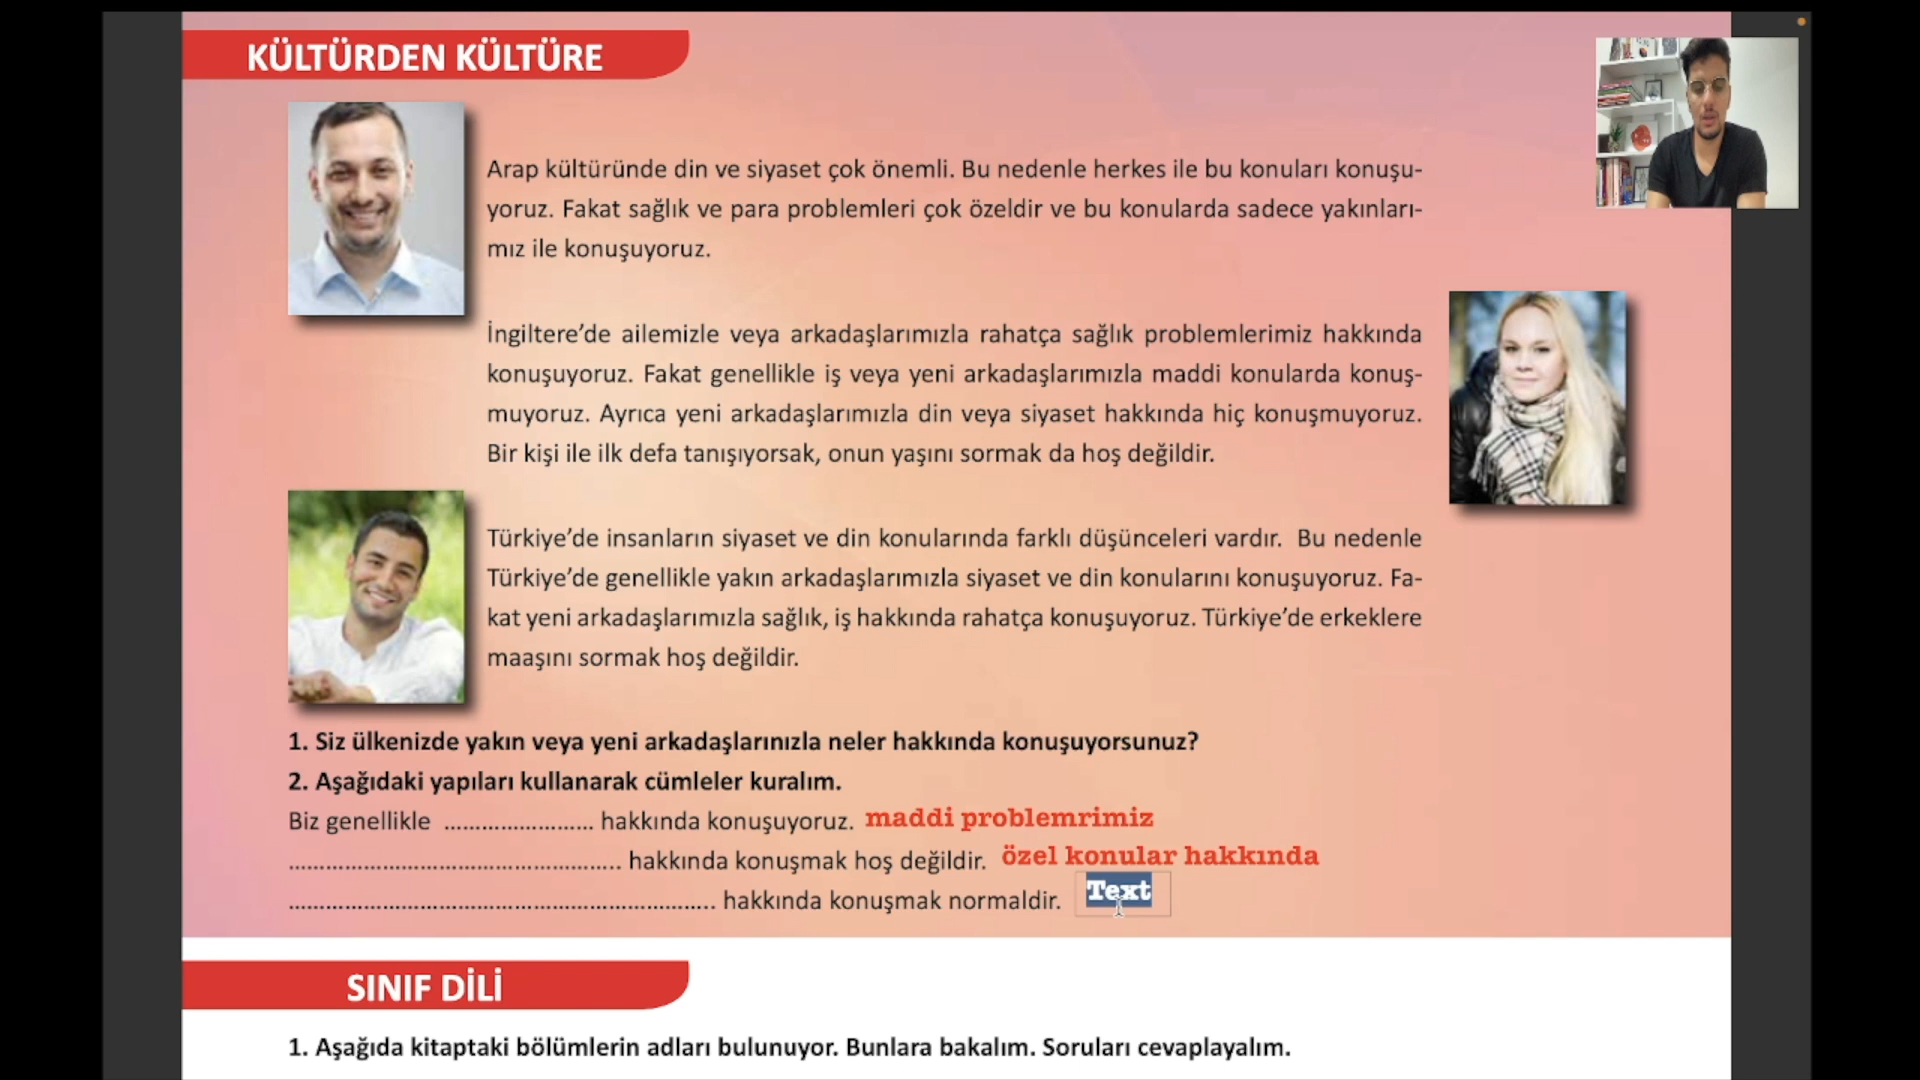 KÜLTÜRDEN KÜLTÜRE
Arap kültüründe din ve siyaset çok önemli. Bu nedenle herkes ile bu konuları konuşu-
yoruz. Fakat sağlık ve para problemleri çok özeldir ve bu konularda sadece yakınları-
mız ile konuşuyoruz.
İngiltere’de ailemizle veya arkadaşlarımızla rahatça sağlık problemlerimiz hakkında
konuşuyoruz. Fakat genellikle iş veya yeni arkadaşlarımızla maddi konularda konuş-
muyoruz. Ayrıca yeni arkadaşlarımızla din veya siyaset hakkında hiç konuşmuyoruz.
Bir kişi ile ilk defa tanışıyorsak, onun yaşını sormak da hoş değildir.
Türkiye’de insanların siyaset ve din konularında farklı düşünceleri vardır. Bu nedenle
Türkiye’de genellikle yakın arkadaşlarımızla siyaset ve din konularını konuşuyoruz. Fa-
kat yeni arkadaşlarımızla sağlık, iş hakkında rahatça konuşuyoruz. Türkiye’de erkeklere
maaşını sormak hoş değildir.
1. Siz ülkenizde yakın veya yeni arkadaşlarınızla neler hakkında konuşuyorsunuz?
2. Aşağıdaki yapıları kullanarak cümleler kuralım.
Biz genellikle ........................ hakkında konuşuyoruz. maddi problemrimiz
..................................................... hakkında konuşmak hoş değildir. özel konular hakkında
.................................................................... hakkında konuşmak normaldir. Text
SINIF DİLİ
1. Aşağıda kitaptaki bölümlerin adları bulunuyor. Bunlara bakalım. Soruları cevaplayalım.